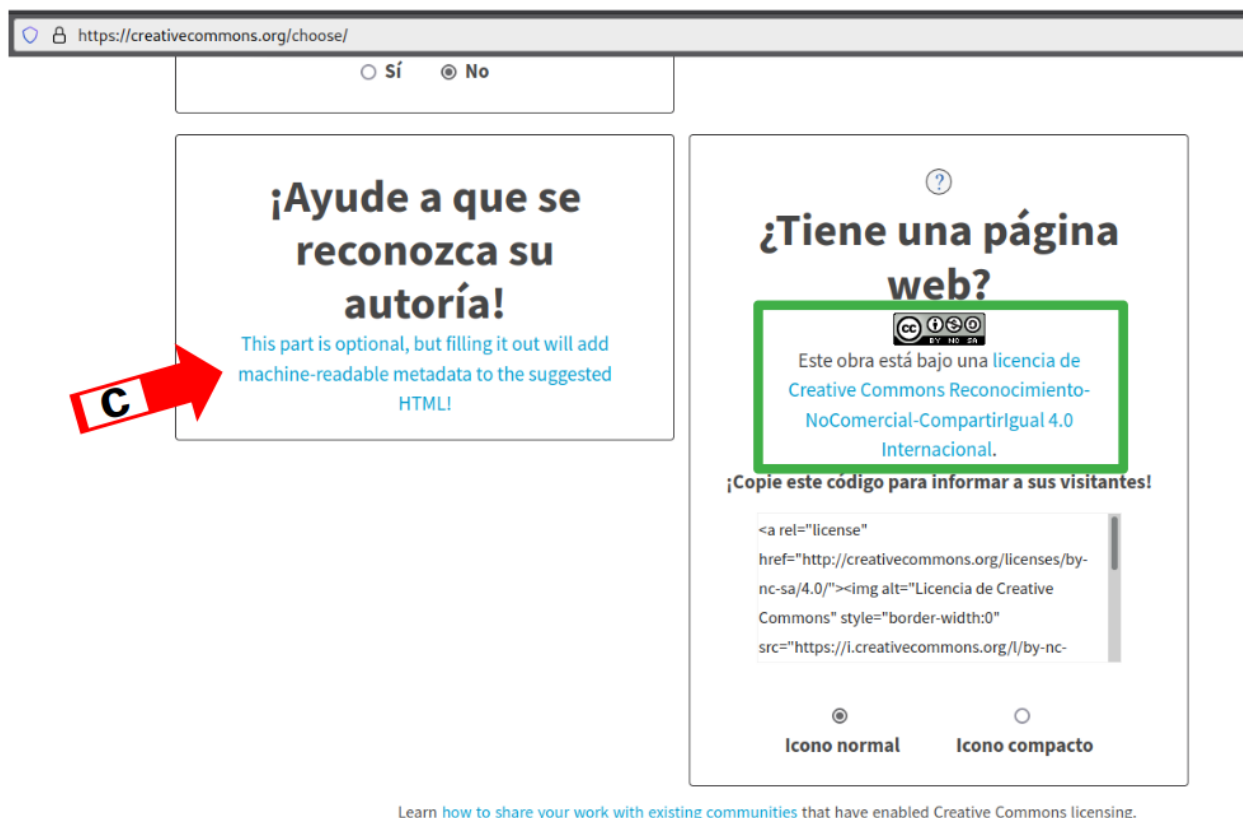 https://creativecommons.org/choose/
Sí No
¡Ayude a que se
reconozca su
autoría!
This part is optional, but filling it out will add
machine-readable metadata to the suggested
HTML!
C
?
¿Tiene una página
web?
cc BY NC SA
Este obra está bajo una licencia de
Creative Commons Reconocimiento-
NoComercial-CompartirIgual 4.0
Internacional.
¡Copie este código para informar a sus visitantes!
<a rel="license"
href="http://creativecommons.org/licenses/by-
nc-sa/4.0/"><img alt="Licencia de Creative
Commons" style="border-width:0"
src="https://i.creativecommons.org/l/by-nc-
Icono normal Icono compacto
Learn how to share your work with existing communities that have enabled Creative Commons licensing.